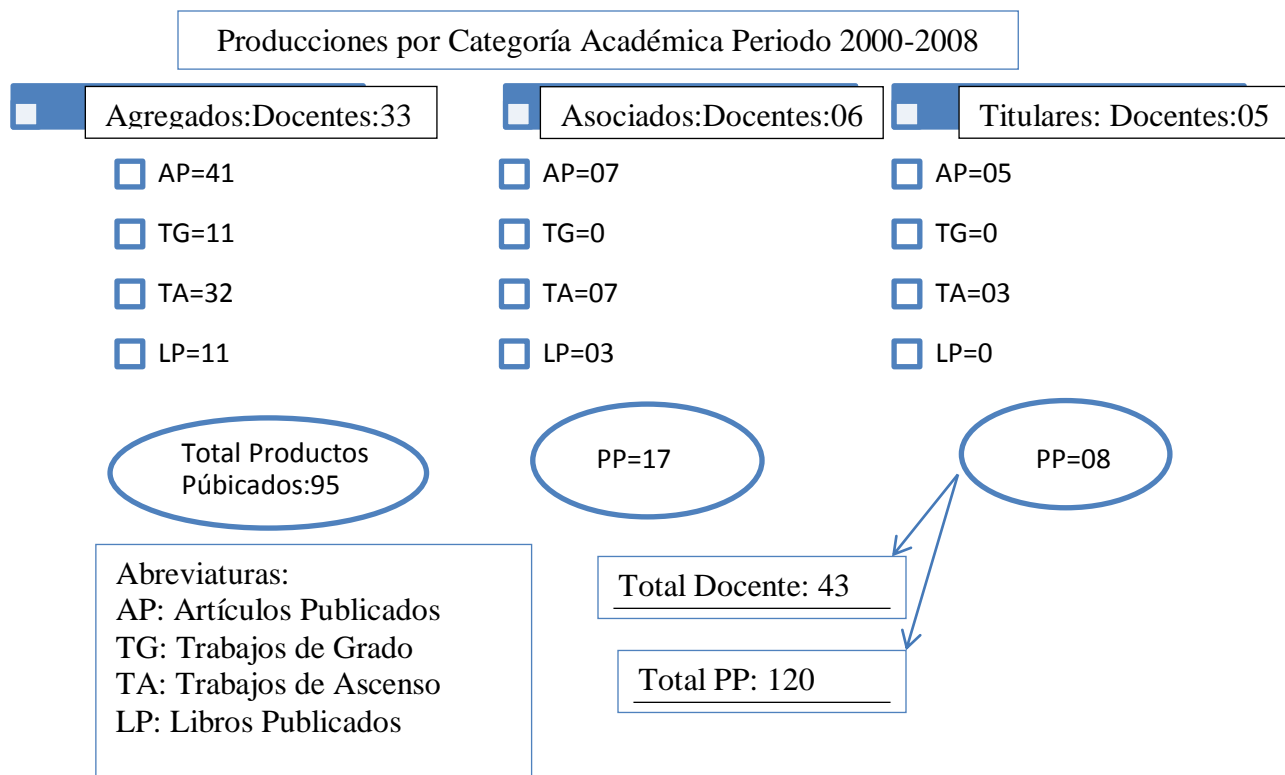 Producciones por Categoría Académica Periodo 2000-2008
Agregados:Docentes:33
AP=41
TG=11
TA=32
LP=11
Total Productos
Púbicados:95
Asociados:Docentes:06
AP=07
TG=0
TA=07
LP=03
PP=17
Titulares: Docentes:05
AP=05
TG=0
TA=03
LP=0
PP=08
Abreviaturas:
AP: Artículos Publicados
TG: Trabajos de Grado
TA: Trabajos de Ascenso
LP: Libros Publicados
Total Docente: 43
Total PP: 120